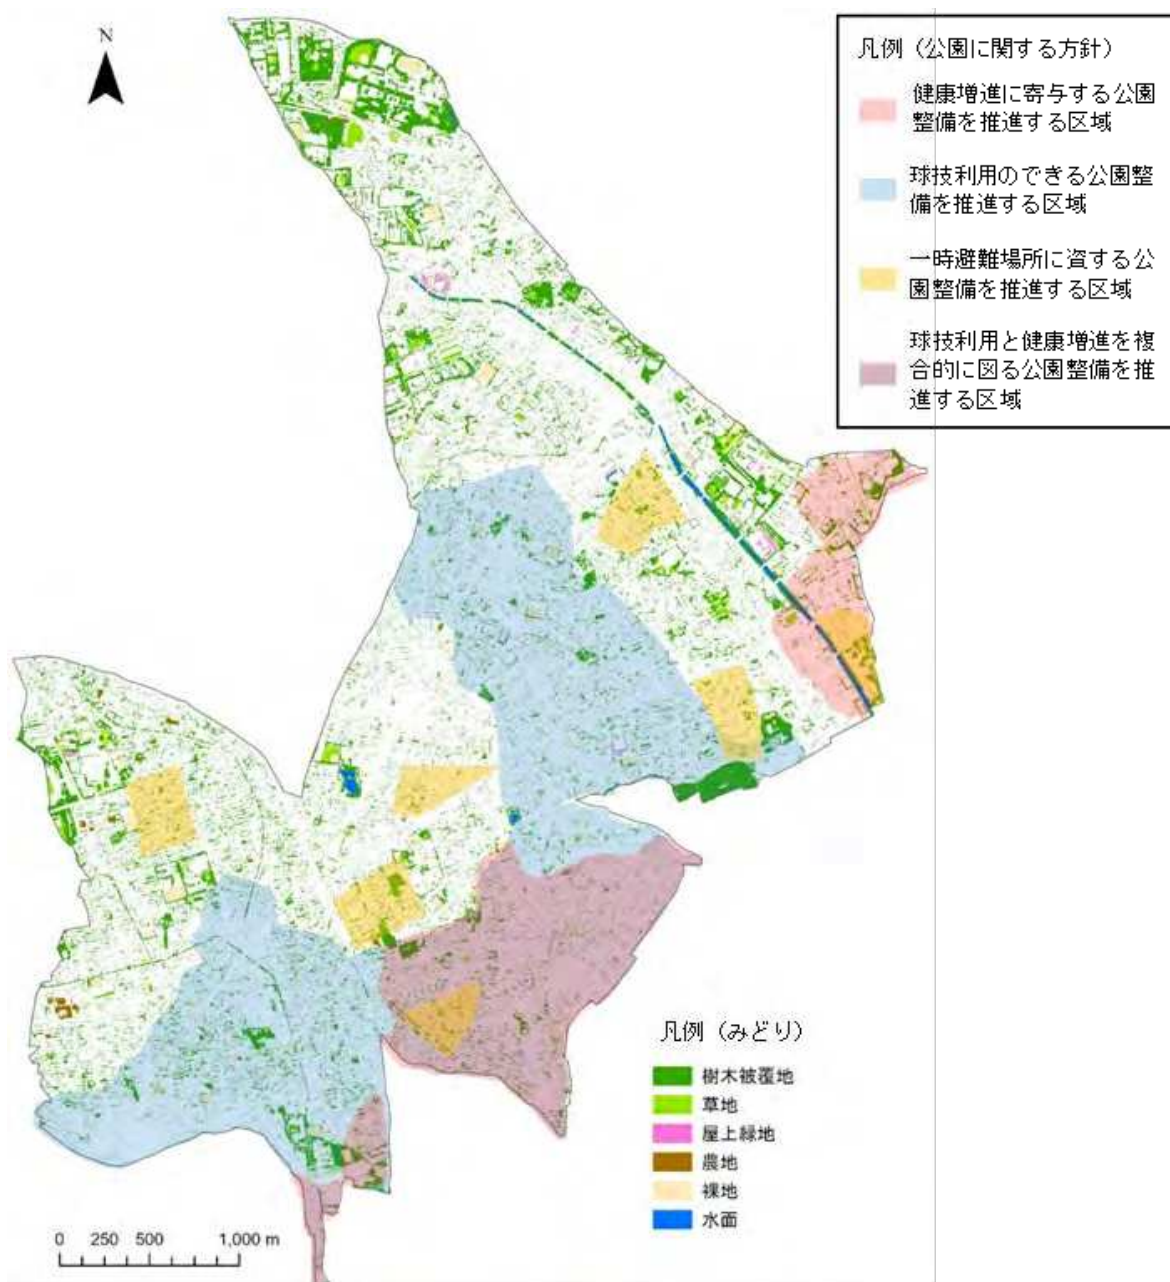 N
凡例（公園に関する方針）
健康増進に寄与する公園
整備を推進する区域
球技利用のできる公園整
備を推進する区域
一時避難場所に資する公
園整備を推進する区域
球技利用と健康増進を複
合的に図る公園整備を推
進する区域
凡例（みどり）
樹木被覆地
草地
屋上緑地
農地
裸地
水面
0 250 500 1,000 m